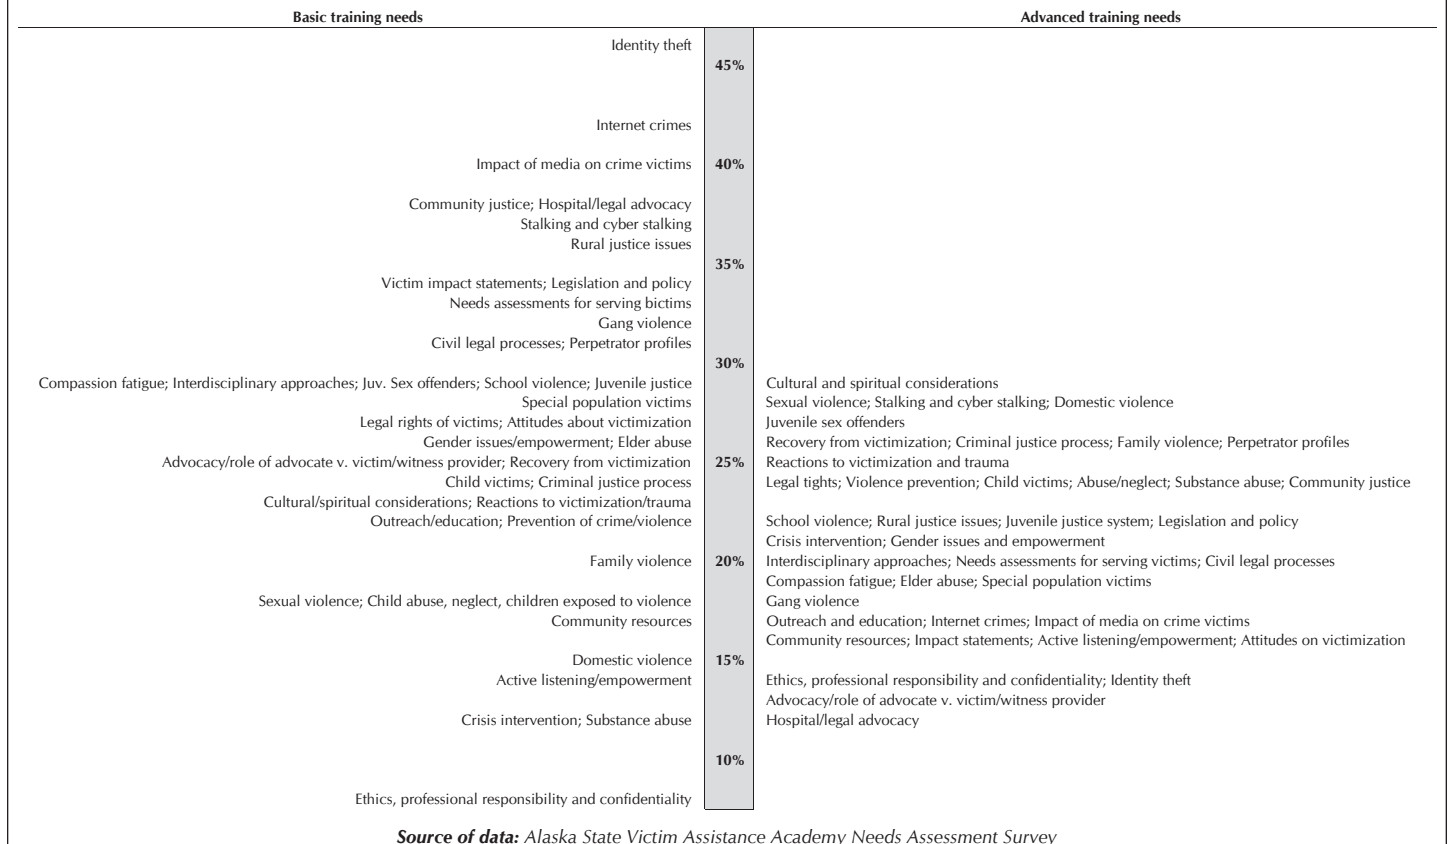 Basic training needs Advanced training needs
Identity theft
45%
Internet crimes
Impact of media on crime victims 40%
Community justice; Hospital/legal advocacy
Stalking and cyber stalking
Rural justice issues
35%
Victim impact statements; Legislation and policy
Needs assessments for serving bictims
Gang violence
Civil legal processes; Perpetrator profiles
30%
Compassion fatigue; Interdisciplinary approaches; Juv. Sex offenders; School violence; Juvenile justice Cultural and spiritual considerations
Special population victims Sexual violence; Stalking and cyber stalking; Domestic violence
Legal rights of victims; Attitudes about victimization Juvenile sex offenders
Gender issues/empowerment; Elder abuse Recovery from victimization; Criminal justice process; Family violence; Perpetrator profiles
Advocacy/role of advocate v. victim/witness provider; Recovery from victimization 25% Reactions to victimization and trauma
Child victims; Criminal justice process Legal tights; Violence prevention; Child victims; Abuse/neglect; Substance abuse; Community justice
Cultural/spiritual considerations; Reactions to victimization/trauma
Outreach/education; Prevention of crime/violence School violence; Rural justice issues; Juvenile justice system; Legislation and policy
Crisis intervention; Gender issues and empowerment
Family violence 20% Interdisciplinary approaches; Needs assessments for serving victims; Civil legal processes
Compassion fatigue; Elder abuse; Special population victims
Sexual violence; Child abuse, neglect, children exposed to violence Gang violence
Community resources Outreach and education; Internet crimes; Impact of media on crime victims
Community resources; Impact statements; Active listening/empowerment; Attitudes on victimization
Domestic violence 15%
Active listening/empowerment Ethics, professional responsibility and confidentiality; Identity theft
Advocacy/role of advocate v. victim/witness provider
Crisis intervention; Substance abuse Hospital/legal advocacy
10%
Ethics, professional responsibility and confidentiality
Source of data: Alaska State Victim Assistance Academy Needs Assessment Survey